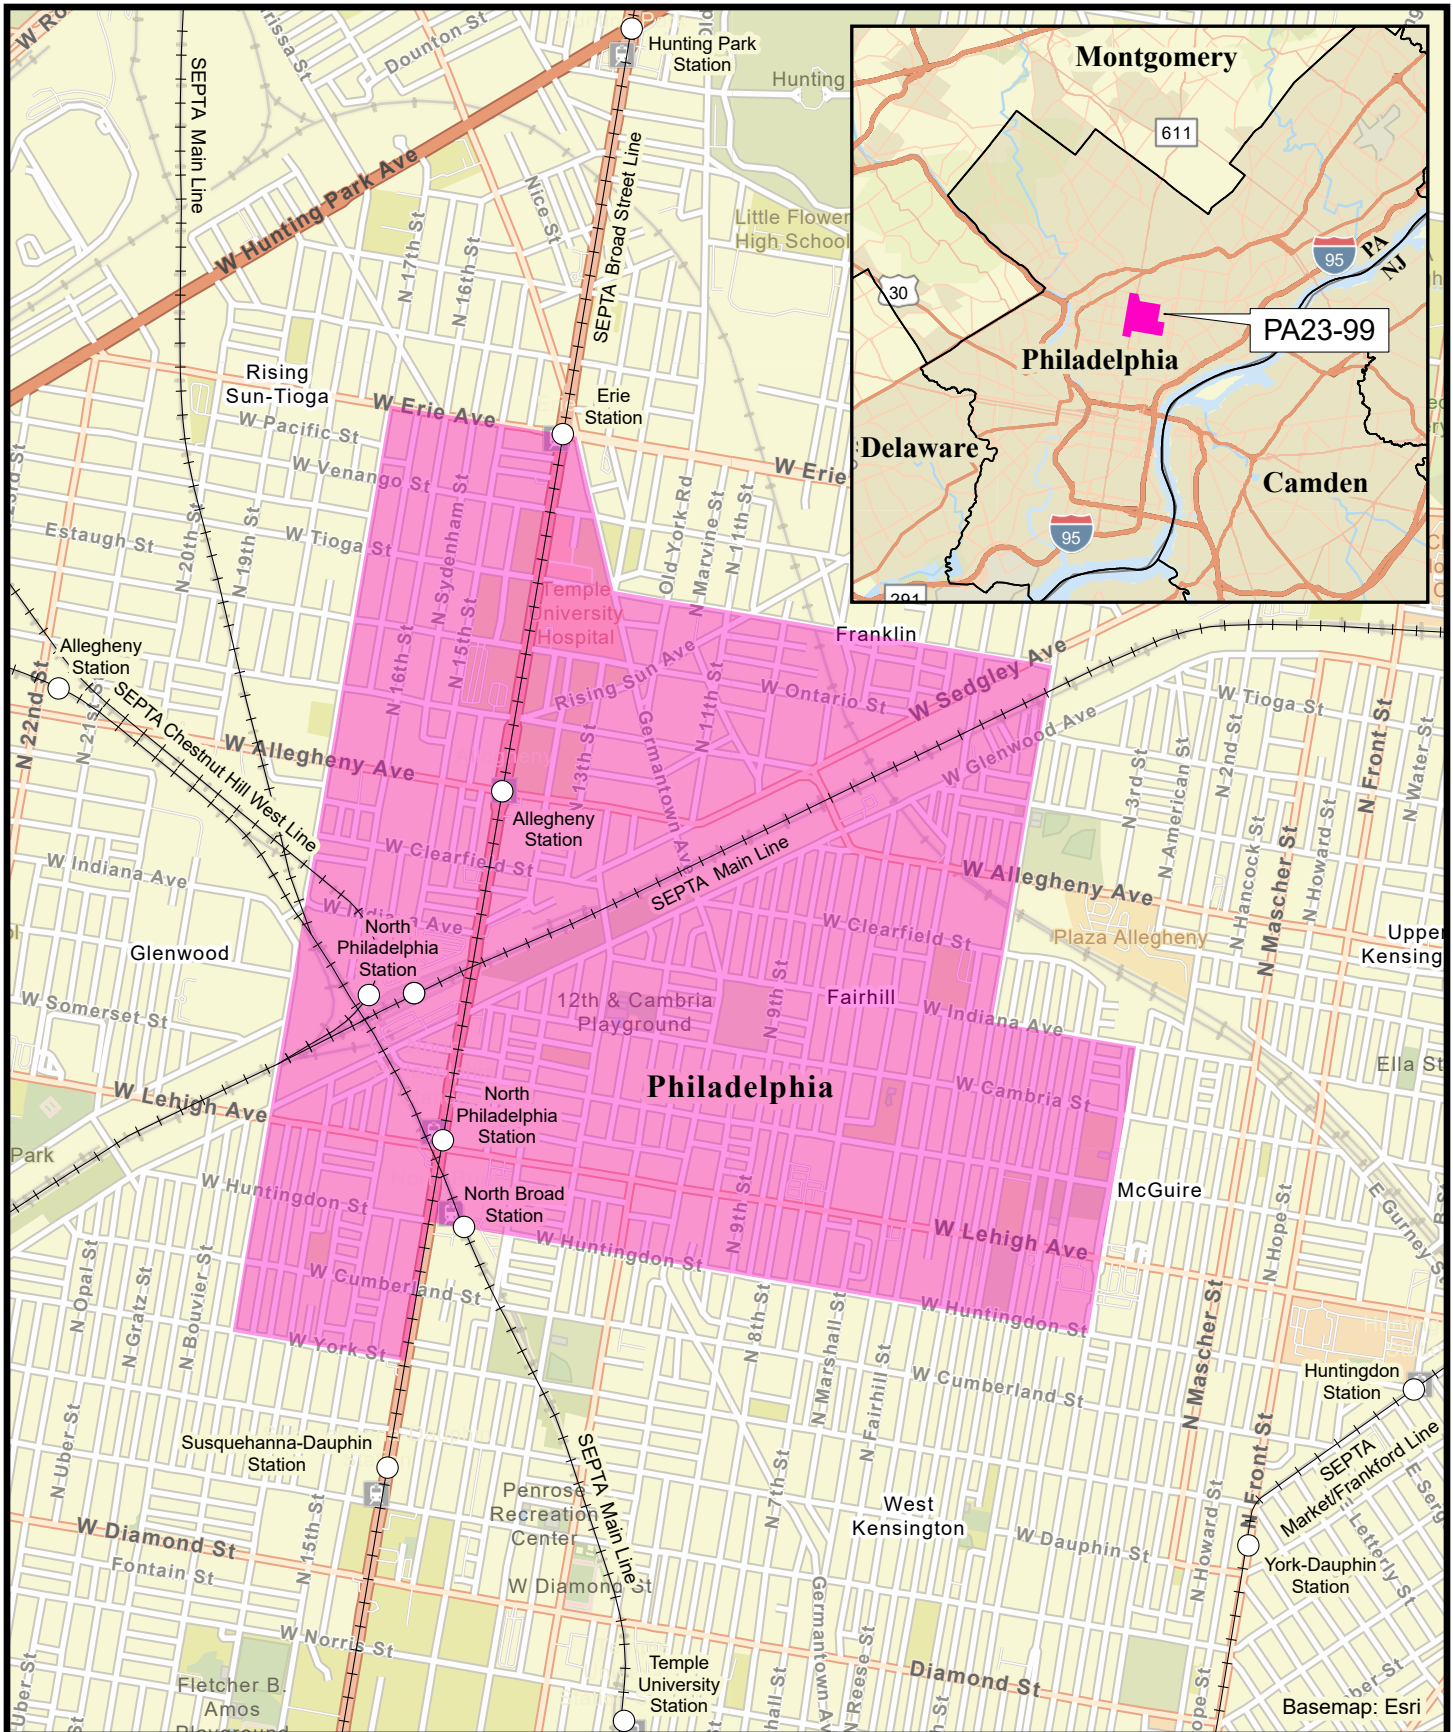 Hunting Park
Station
Dounton St
SEPTA Main Line
W Hunting Park Ave
N 17th St
N 16th St
Nice St
SEPTA Broad Street Line
Hunting
Little Flower
High School
Montgomery
611
30
95
PA
NJ
PA23-99
Philadelphia
Delaware
Camden
95
291
Rising
Sun-Tioga
W Erie Ave
Erie
Station
W Pacific St
W Venango St
W Erie
Estaugh St
N 20th St
N 19th St
W Tioga St
N Sydenham St
N 15th St
N 16th St
Old York Rd
N Marvine St
N 11th St
Temple
University
Hospital
Franklin
Allegheny
Station
N 22nd St
N 21st St
SEPTA Chestnut Hill West Line
W Allegheny Ave
Rising Sun Ave
W Ontario St
W Sedgley Ave
W Glenwood Ave
W Tioga St
Germantown Ave
N 11th St
N 13th St
N 3rd St
N American St
N 2nd St
N Front St
N Water St
Allegheny
Station
SEPTA Main Line
W Clearfield St
W Indiana Ave
W Indiana Ave
W Allegheny Ave
N Hancock St
N Mascher St
N Howard St
Glenwood
North
Philadelphia
Station
W Clearfield St
Plaza Allegheny
Upper
Kensing
W Somerset St
12th & Cambria
Playground
N 9th St
Fairhill
W Indiana Ave
Philadelphia
W Lehigh Ave
W Cambria St
Ella St
North
Philadelphia
Station
Park
W Huntingdon St
North Broad
Station
W Huntingdon St
N 9th St
W Lehigh Ave
McGuire
E Gurney St
N Hope St
N Opal St
N Gratz St
N Bouvier St
W Cumberland St
W York St
W Huntingdon St
N 8th St
N Marshall St
N Fairhill St
W Cumberland St
N Mascher St
Huntingdon
Station
N Uber St
Susquehanna-Dauphin
Station
SEPTA Main Line
SEPTA
Market/Frankford Line
N Front St
E Serg
Letterly St
Penrose
Recreation
Center
N 7th St
West
Kensington
W Dauphin St
N Howard St
York-Dauphin
Station
W Diamond St
Fontain St
N 15th St
W Diamond St
Germantown Av
N Reese St
W Norris St
Temple
University
Station
Diamond St
Fletcher B.
Amos
Playground
Uber St
Basemap: Esri